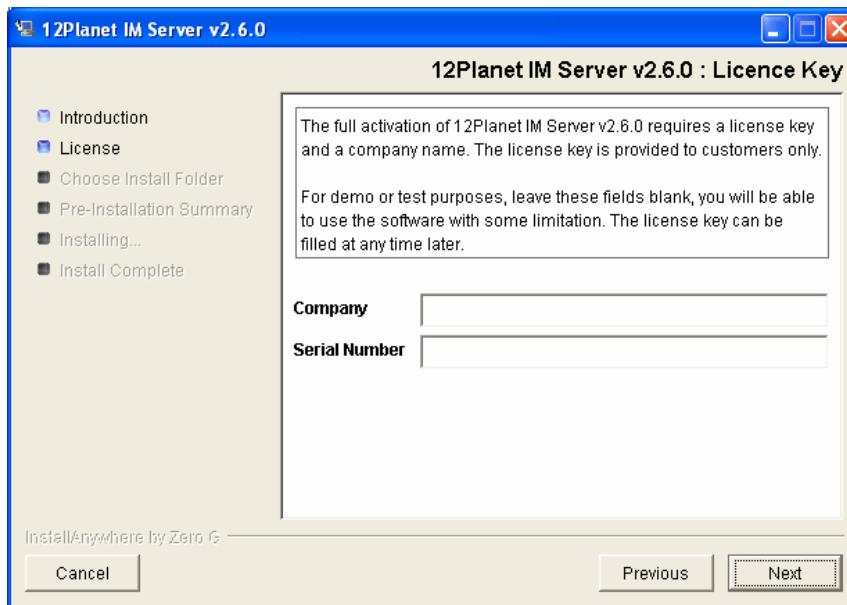 12Planet IM Server v2.6.0
12Planet IM Server v2.6.0 : Licence Key
Introduction
License
Choose Install Folder
Pre-Installation Summary
Installing...
Install Complete
The full activation of 12Planet IM Server v2.6.0 requires a license key
and a company name. The license key is provided to customers only.
For demo or test purposes, leave these fields blank, you will be able
to use the software with some limitation. The license key can be
filled at any time later.
Company
Serial Number
InstallAnywhere by Zero G
Cancel
Previous
Next